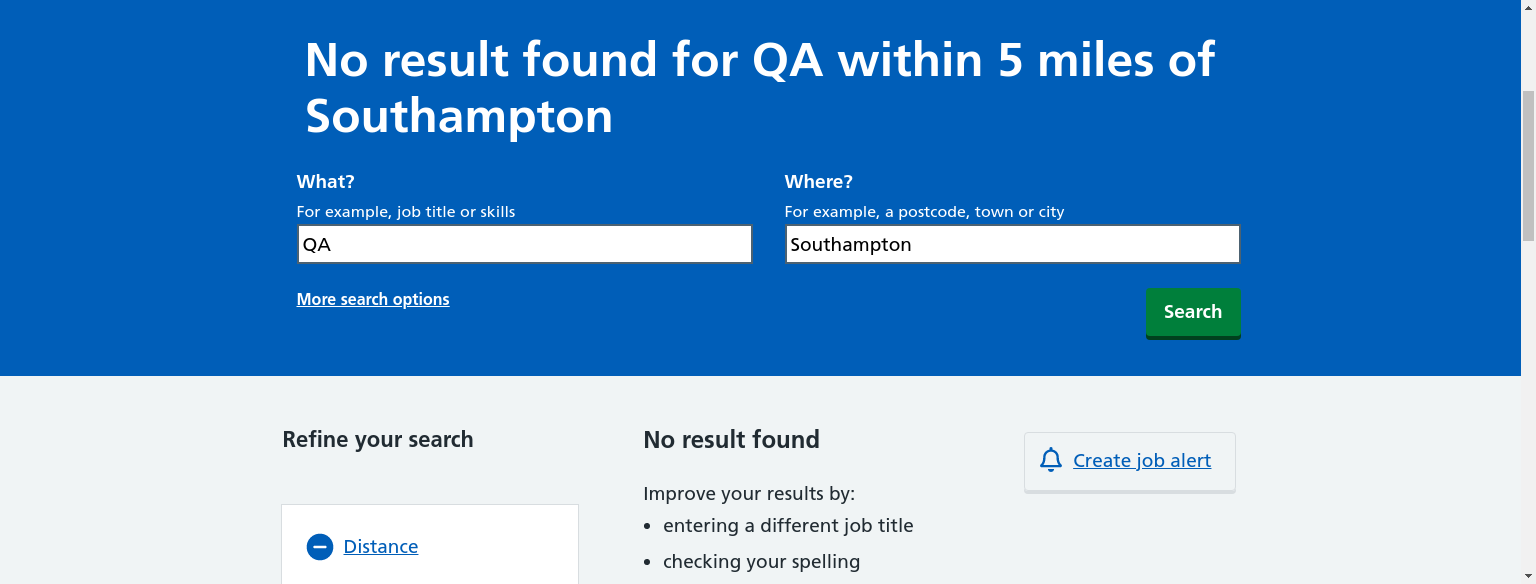 No result found for QA within 5 miles of
Southampton
What?
For example, job title or skills
QA
Where?
For example, a postcode, town or city
Southampton
More search options
Search
Refine your search
Distance
No result found
Improve your results by:
entering a different job title
checking your spelling
Create job alert